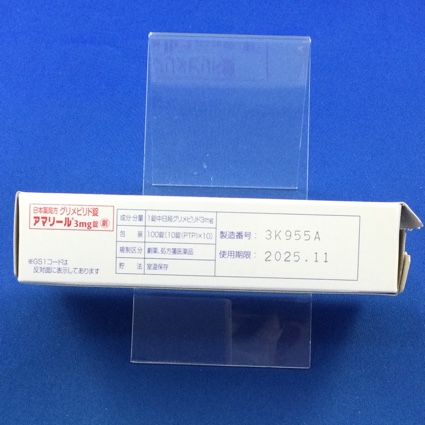 日本薬局方 グリメピリド錠
アマリール 3mg錠 劇
※GS1コードは
反対面に表示してあります
成分・分量 1錠中日局グリメピリド3mg
包 装 100錠(10錠(PTP)×10)
規制区分 劇薬、処方箋医薬品
貯 法 室温保存
製造番号: 3K955A
使用期限: 2025.11